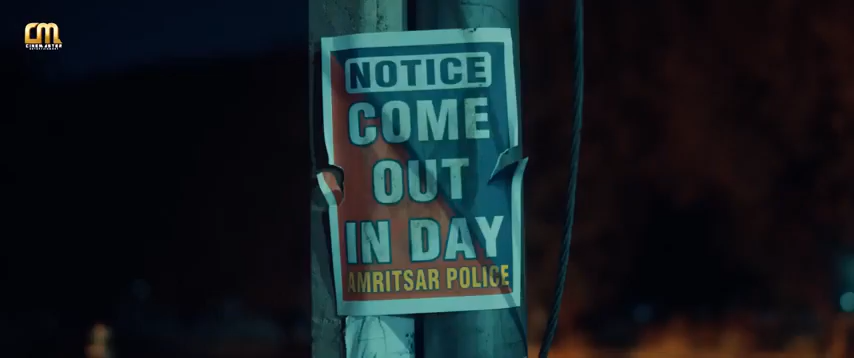 CM
NOTICE
COME
OUT
IN DAY
AMRITSAR POLICE